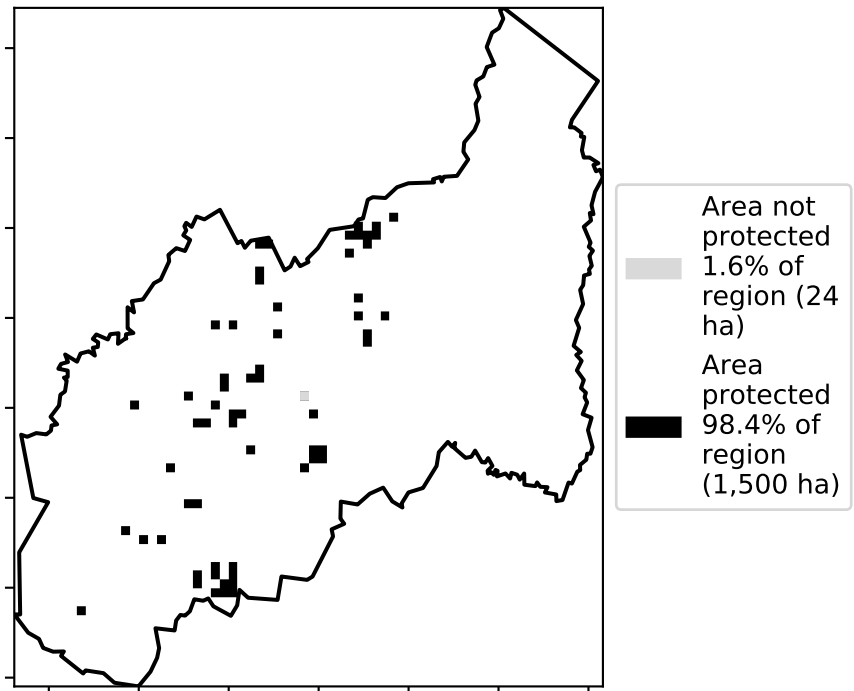 Area not
protected
1.6% of
region (24
ha)
Area
protected
98.4% of
region
(1,500 ha)